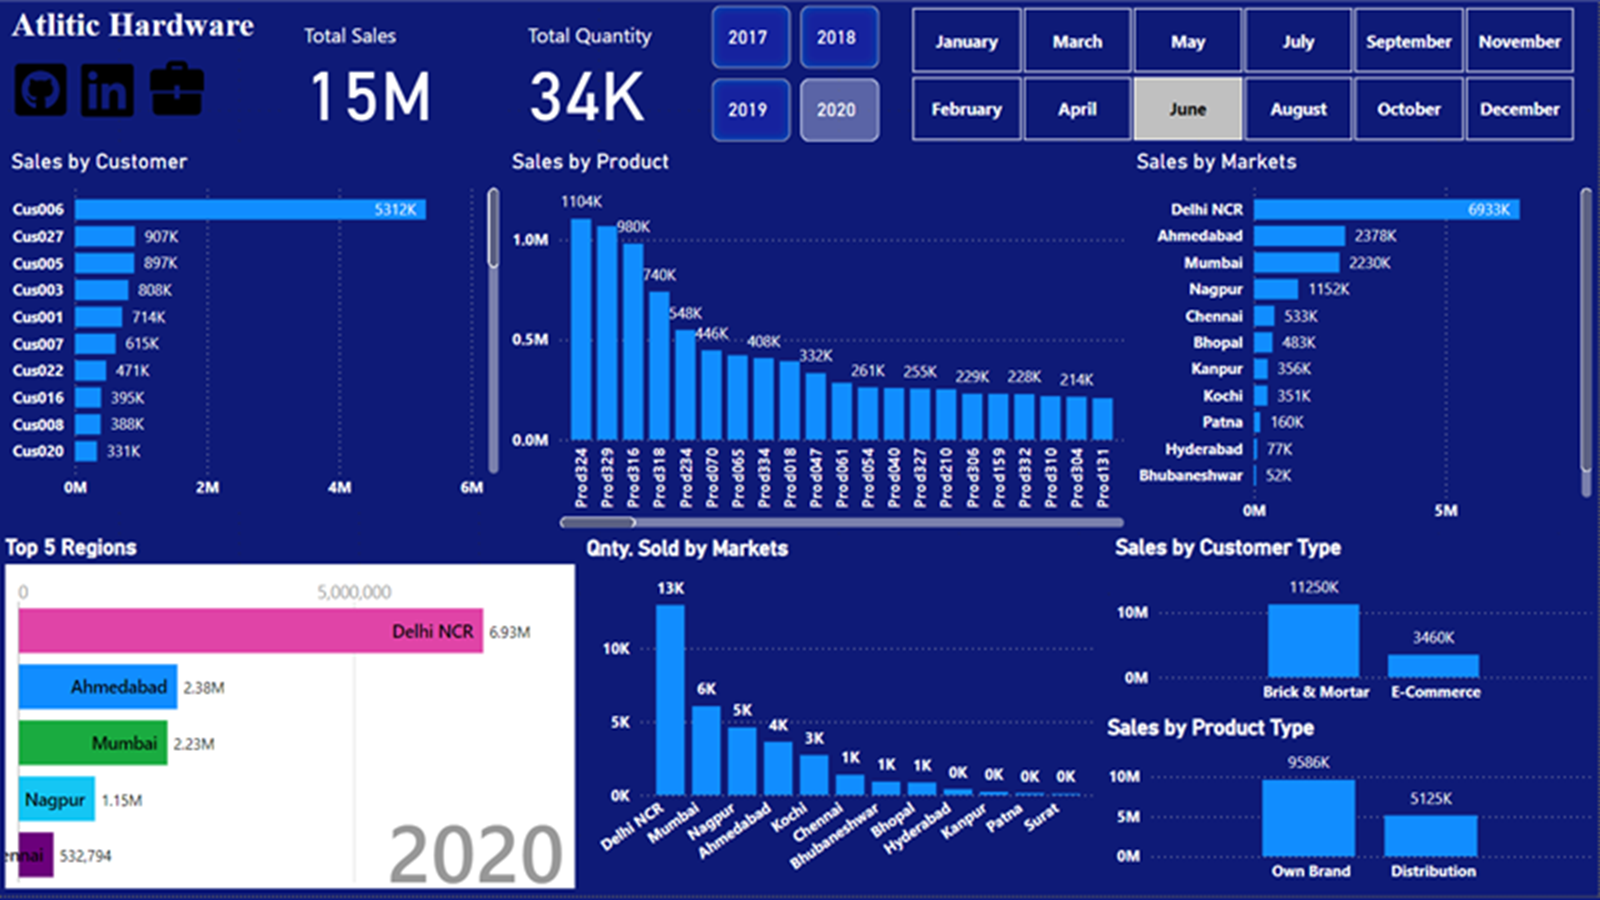 Atlitic Hardware
in
Total Sales
15M
Total Quantity
34K
2017
2018
2019
2020
January
March
May
July
September
November
February
April
June
August
October
December
Sales by Customer
Cus006 5312K
Cus027 907K
Cus005 897K
Cus003 808K
Cus001 714K
Cus007 615K
Cus022 471K
Cus016 395K
Cus008 388K
Cus020 331K
0M 2M 4M 6M
Sales by Product
1104K
980K
740K
548K
446K
408K
332K
261K
255K
229K
228K
214K
1.0M
0.5M
0.0M
Prod324
Prod329
Prod316
Prod318
Prod234
Prod070
Prod065
Prod334
Prod018
Prod047
Prod061
Prod054
Prod040
Prod327
Prod210
Prod306
Prod159
Prod332
Prod310
Prod304
Prod131
Sales by Markets
Delhi NCR 6933K
Ahmedabad 2378K
Mumbai 2230K
Nagpur 1152K
Chennai 533K
Bhopal 483K
Kanpur 356K
Kochi 351K
Patna 160K
Hyderabad 77K
Bhubaneshwar 52K
0M 5M
Top 5 Regions
0 5,000,000
Delhi NCR 6.93M
Ahmedabad 2.38M
Mumbai 2.23M
Nagpur 1.15M
ennai 532,794
2020
Qnty. Sold by Markets
13K
6K
5K
4K
3K
1K
1K
1K
0K
0K
0K
0K
10K
5K
0K
Delhi NCR
Mumbai
Nagpur
Ahmedabad
Kochi
Chennai
Bhubaneshwar
Bhopal
Hyderabad
Kanpur
Patna
Surat
Sales by Customer Type
11250K
3460K
10M
0M
Brick & Mortar
E-Commerce
Sales by Product Type
9586K
5125K
10M
5M
0M
Own Brand
Distribution